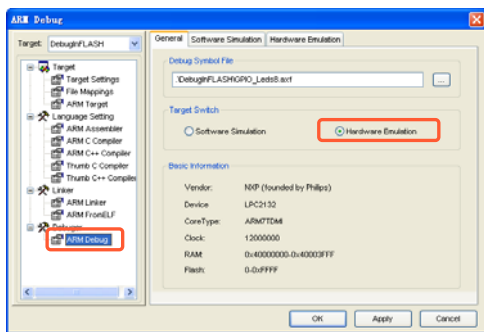 ARM Debug
Target: DebugInFLASH
Target
Target Settings
File Mappings
ARM Target
Language Setting
ARM Assembler
ARM C Compiler
ARM C++ Compiler
Thumb C Compiler
Thumb C++ Compiler
Linker
ARM Linker
ARM FromELF
Debugger
ARM Debug
General Software Simulation Hardware Emulation
Debug Symbol File
.\DebugInFLASH\GPIO_Leds8.axf ...
Target Switch
Software Simulation Hardware Emulation
Basic Information
Vendor: NXP (founded by Philips)
Device LPC2132
CoreType: ARM7TDMI
Clock: 12000000
RAM: 0x40000000-0x40003FFF
Flash: 0-0xFFFF
OK Apply Cancel